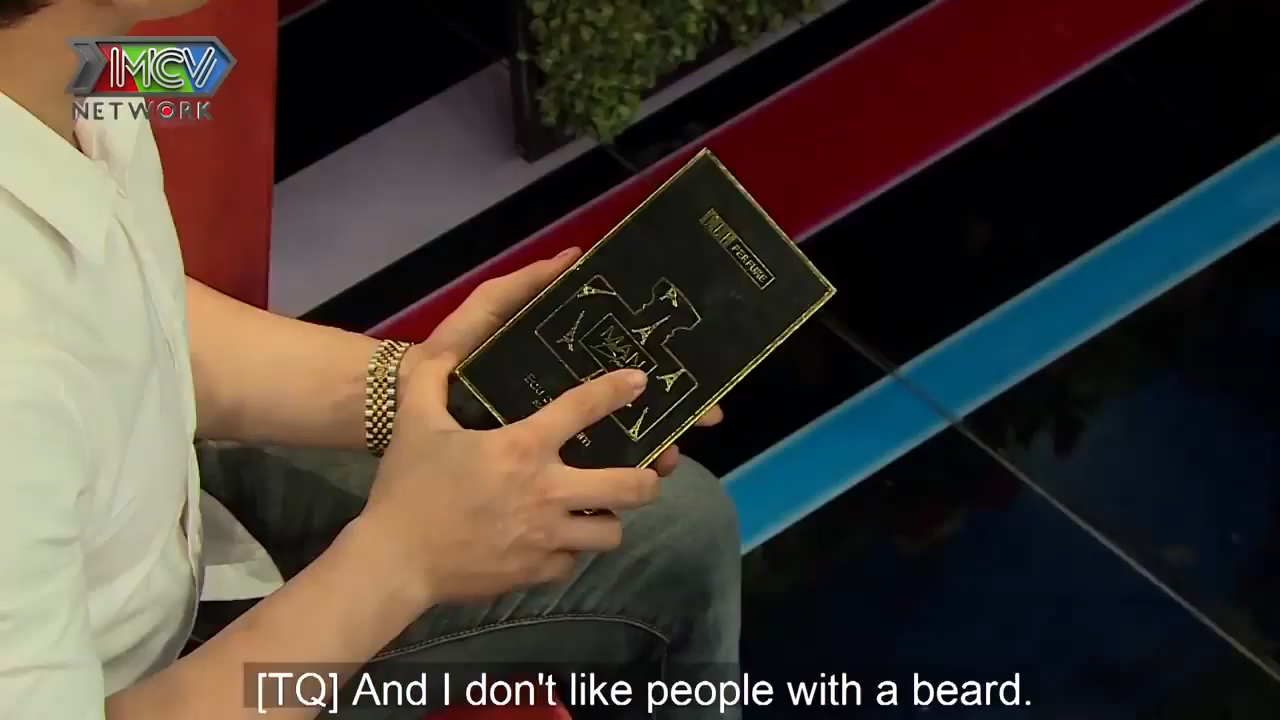 MCV
NETWORK
PERFUME
MAN
[TQ] And I don't like people with a beard.